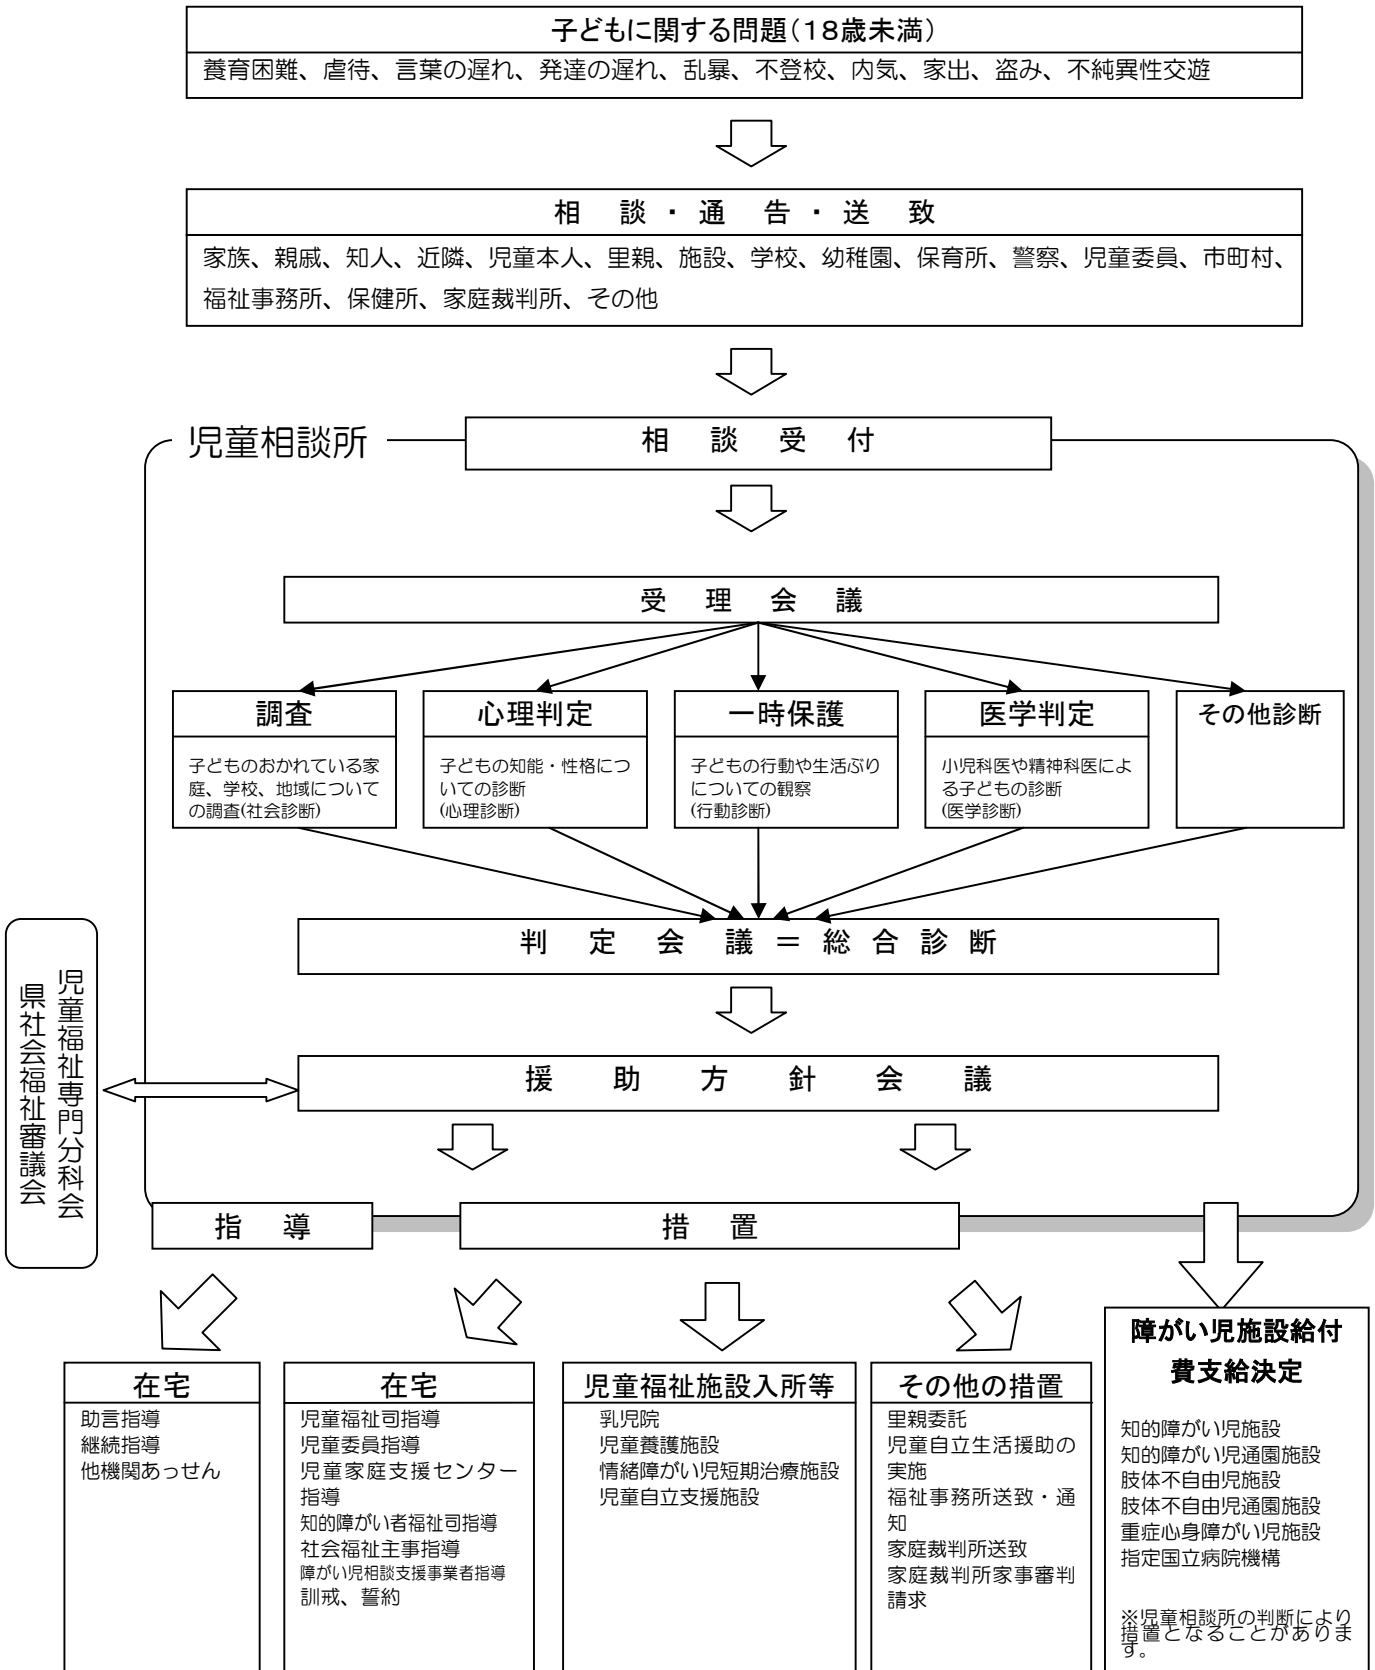 子どもに関する問題（１８歳未満）
養育困難、虐待、言葉の遅れ、発達の遅れ、乱暴、不登校、内気、家出、盗み、不純異性交遊
相　談・通　告・送　致
家族、親戚、知人、近隣、児童本人、里親、施設、学校、幼稚園、保育所、警察、児童委員、市町村、
福祉事務所、保健所、家庭裁判所、その他
児童相談所
相　談　受　付
受　理　会　議
調査
子どものおかれている家
庭、学校、地域について
の調査(社会診断)
心理判定
子どもの知能・性格につ
いての診断
(心理診断)
一時保護
子どもの行動や生活ぶり
についての観察
(行動診断)
医学判定
小児科医や精神科医によ
る子どもの診断
(医学診断)
その他診断
判　定　会　議＝総合診断
児童福祉専門分科会
県社会福祉審議会
援　助　方　針　会　議
指　導
措　置
在宅
助言指導
継続指導
他機関あっせん
在宅
児童福祉司指導
児童委員指導
児童家庭支援センター
指導
知的障がい者福祉司指導
社会福祉主事指導
障がい児相談支援事業者指導
訓戒、誓約
児童福祉施設入所等
乳児院
児童養護施設
情緒障がい児短期治療施設
児童自立支援施設
その他の措置
里親委託
児童自立生活援助の
実施
福祉事務所送致・通
知
家庭裁判所送致
家庭裁判所家事審判
請求
障がい児施設給付
費支給決定
知的障がい児施設
知的障がい児通園施設
肢体不自由児施設
肢体不自由児通園施設
重症心身障がい児施設
指定国立病院機構
※児童相談所の判断により
措置となることがありま
す。